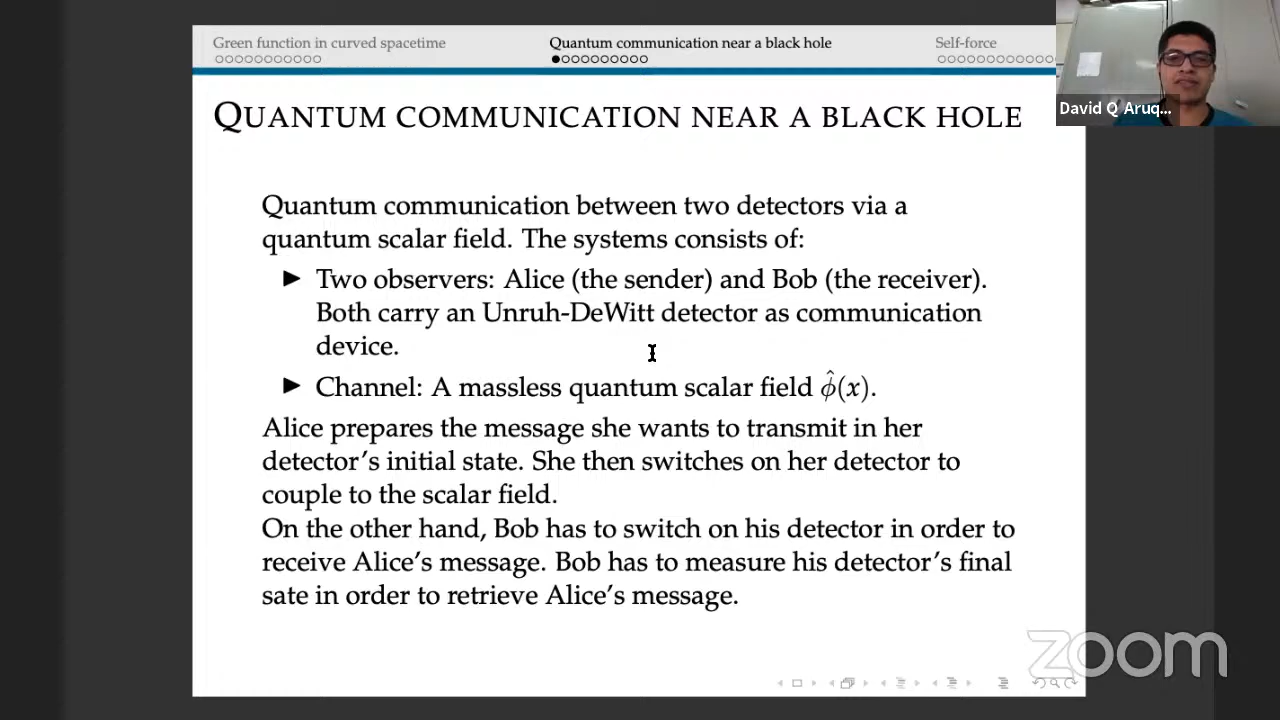 Green function in curved spacetime
Quantum communication near a black hole
Self-force
David Q Aruq...
QUANTUM COMMUNICATION NEAR A BLACK HOLE
Quantum communication between two detectors via a
quantum scalar field. The systems consists of:
▶ Two observers: Alice (the sender) and Bob (the receiver).
Both carry an Unruh-DeWitt detector as communication
device.
▶ Channel: A massless quantum scalar field ϕ̂(x).
Alice prepares the message she wants to transmit in her
detector's initial state. She then switches on her detector to
couple to the scalar field.
On the other hand, Bob has to switch on his detector in order to
receive Alice's message. Bob has to measure his detector's final
sate in order to retrieve Alice's message.
zoom